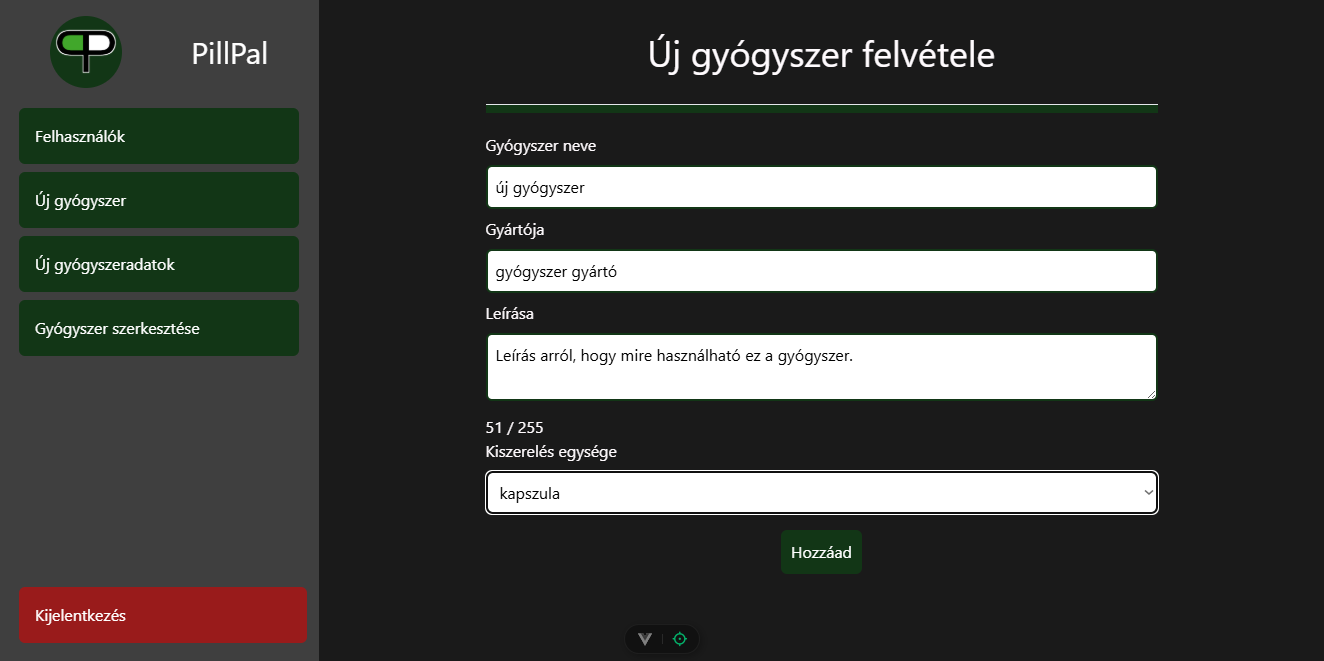 PillPal
Felhasználók
Új gyógyszer
Új gyógyszeradatok
Gyógyszer szerkesztése
Kijelentkezés
Új gyógyszer felvétele
Gyógyszer neve
új gyógyszer
Gyártója
gyógyszer gyártó
Leírása
Leírás arról, hogy mire használható ez a gyógyszer.
51 / 255
Kiszerelés egysége
kapszula
Hozzáad